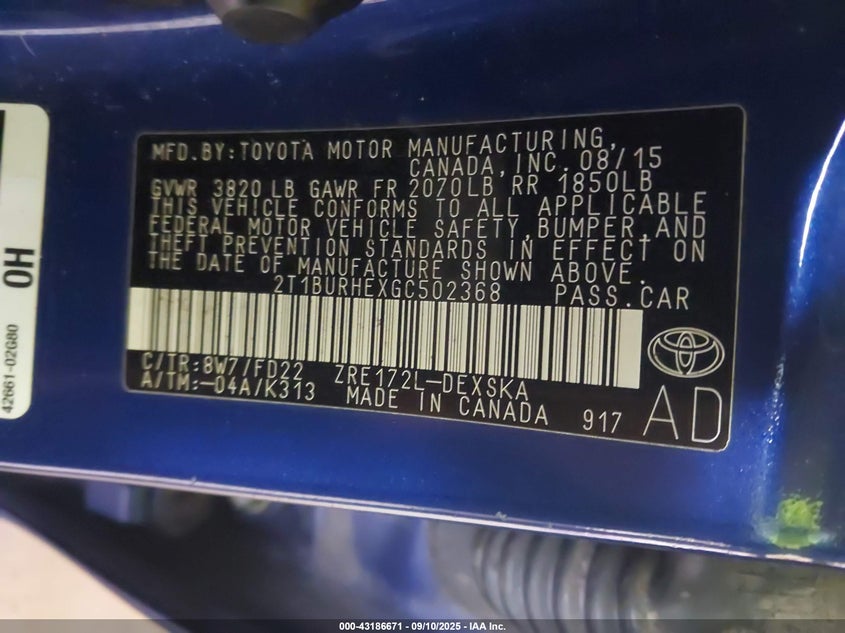 MFD.BY:TOYOTA MOTOR MANUFACTURING,
CANADA,INC. 08/15
GVWR 3820 LB GAWR FR 2070LB RR 1850LB
THIS VEHICLE CONFORMS TO ALL APPLICABLE
FEDERAL MOTOR VEHICLE SAFETY,BUMPER,AND
THEFT PREVENTION STANDARDS IN EFFECT ON
THE DATE OF MANUFACTURE SHOWN ABOVE.
2T1BURHEXGC502368 PASS.CAR
C/TR:8W7/FD22 ZRE172L-DEXSKA
A/TM:-04A/K313 MADE IN CANADA 917 AD
42661-02G80 OH
000-43186671 - 09/10/2025 - IAA Inc.